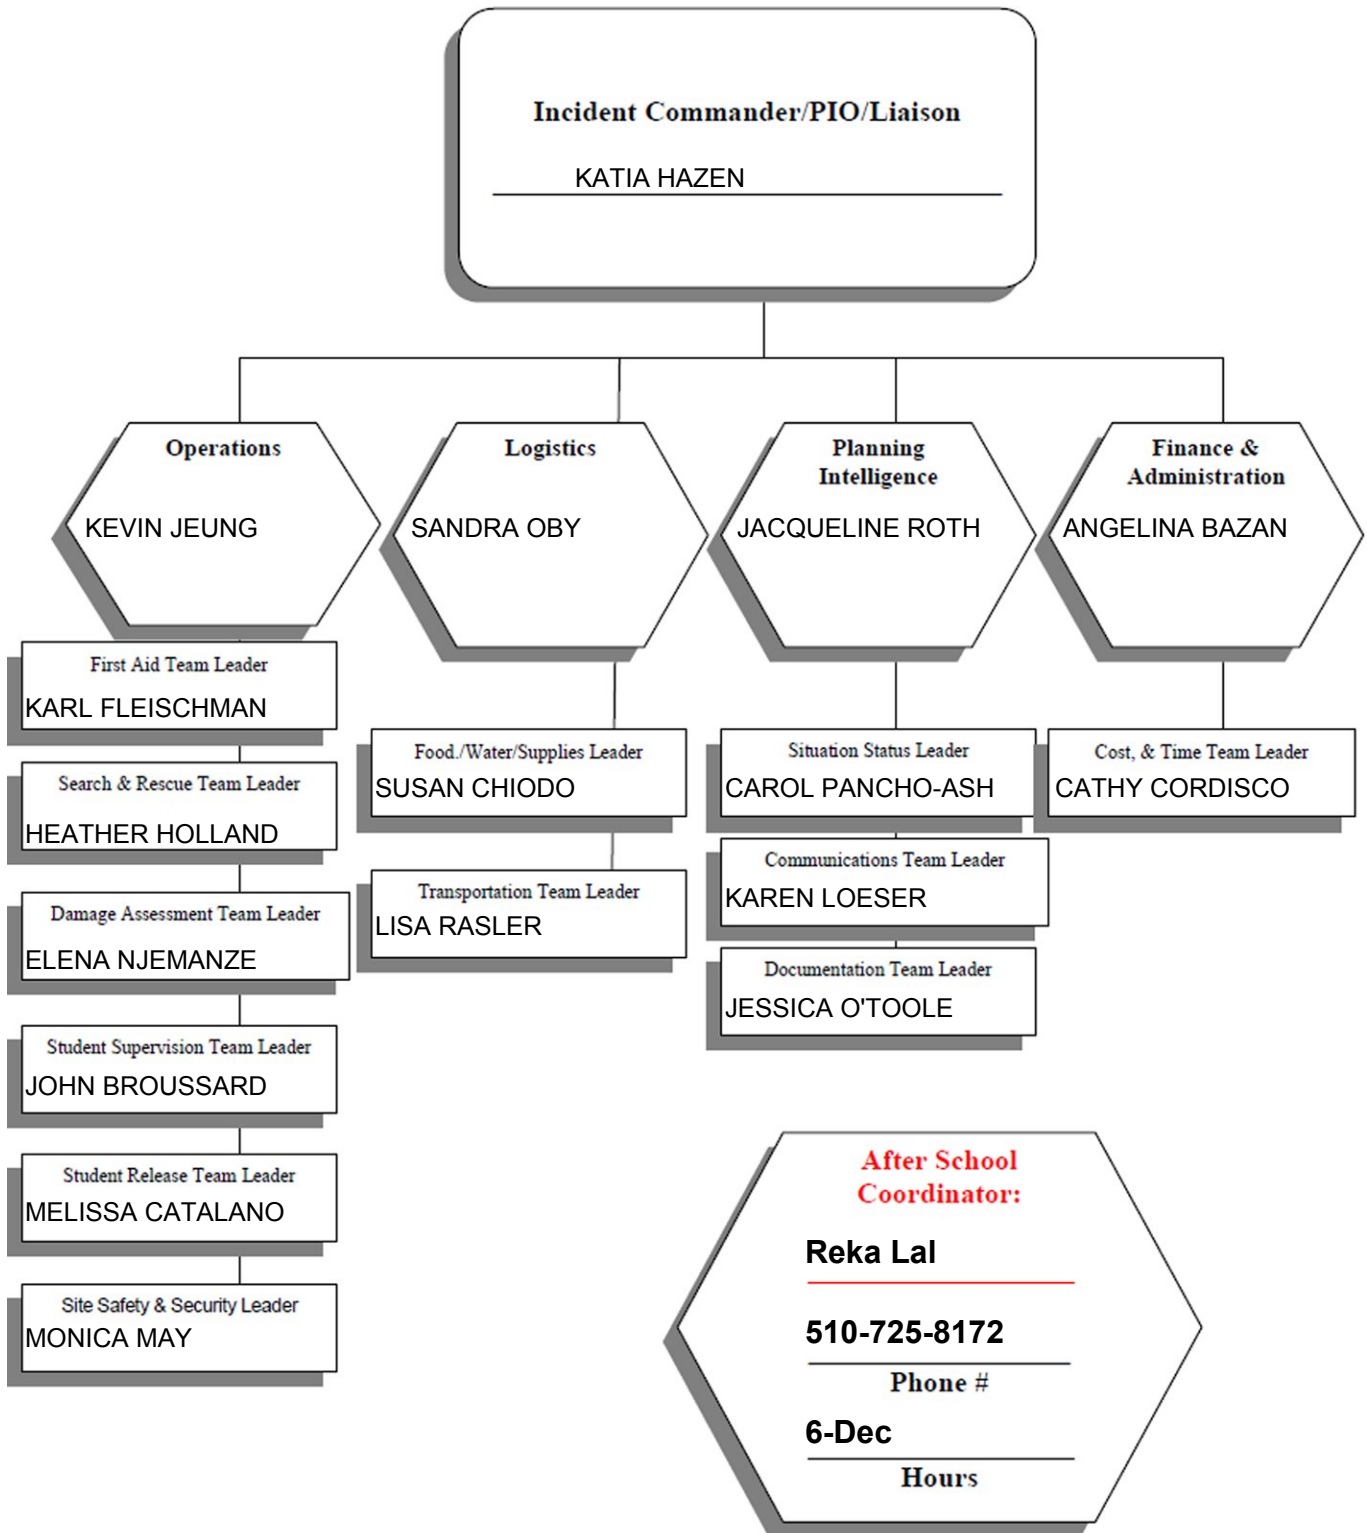 Incident Commander/PIO/Liaison
KATIA HAZEN
Operations
KEVIN JEUNG
Logistics
SANDRA OBY
Planning
Intelligence
JACQUELINE ROTH
Finance &
Administration
ANGELINA BAZAN
First Aid Team Leader
KARL FLEISCHMAN
Search & Rescue Team Leader
HEATHER HOLLAND
Damage Assessment Team Leader
ELENA NJEMANZE
Student Supervision Team Leader
JOHN BROUSSARD
Student Release Team Leader
MELISSA CATALANO
Site Safety & Security Leader
MONICA MAY
Food./Water/Supplies Leader
SUSAN CHIODO
Transportation Team Leader
LISA RASLER
Situation Status Leader
CAROL PANCHO-ASH
Communications Team Leader
KAREN LOESER
Documentation Team Leader
JESSICA O'TOOLE
Cost, & Time Team Leader
CATHY CORDISCO
After School
Coordinator:
Reka Lal
510-725-8172
Phone #
6-Dec
Hours